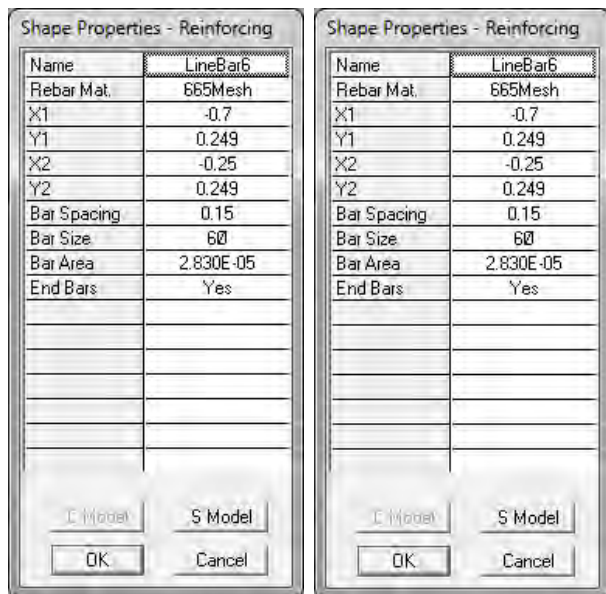 Shape Properties - Reinforcing
Name LineBar6
Rebar Mat. 665Mesh
X1 -0.7
Y1 0.249
X2 -0.25
Y2 0.249
Bar Spacing 0.15
Bar Size 6Ø
Bar Area 2.830E-05
End Bars Yes
C Model S Model
OK Cancel
Shape Properties - Reinforcing
Name LineBar6
Rebar Mat. 665Mesh
X1 -0.7
Y1 0.249
X2 -0.25
Y2 0.249
Bar Spacing 0.15
Bar Size 6Ø
Bar Area 2.830E-05
End Bars Yes
C Model S Model
OK Cancel